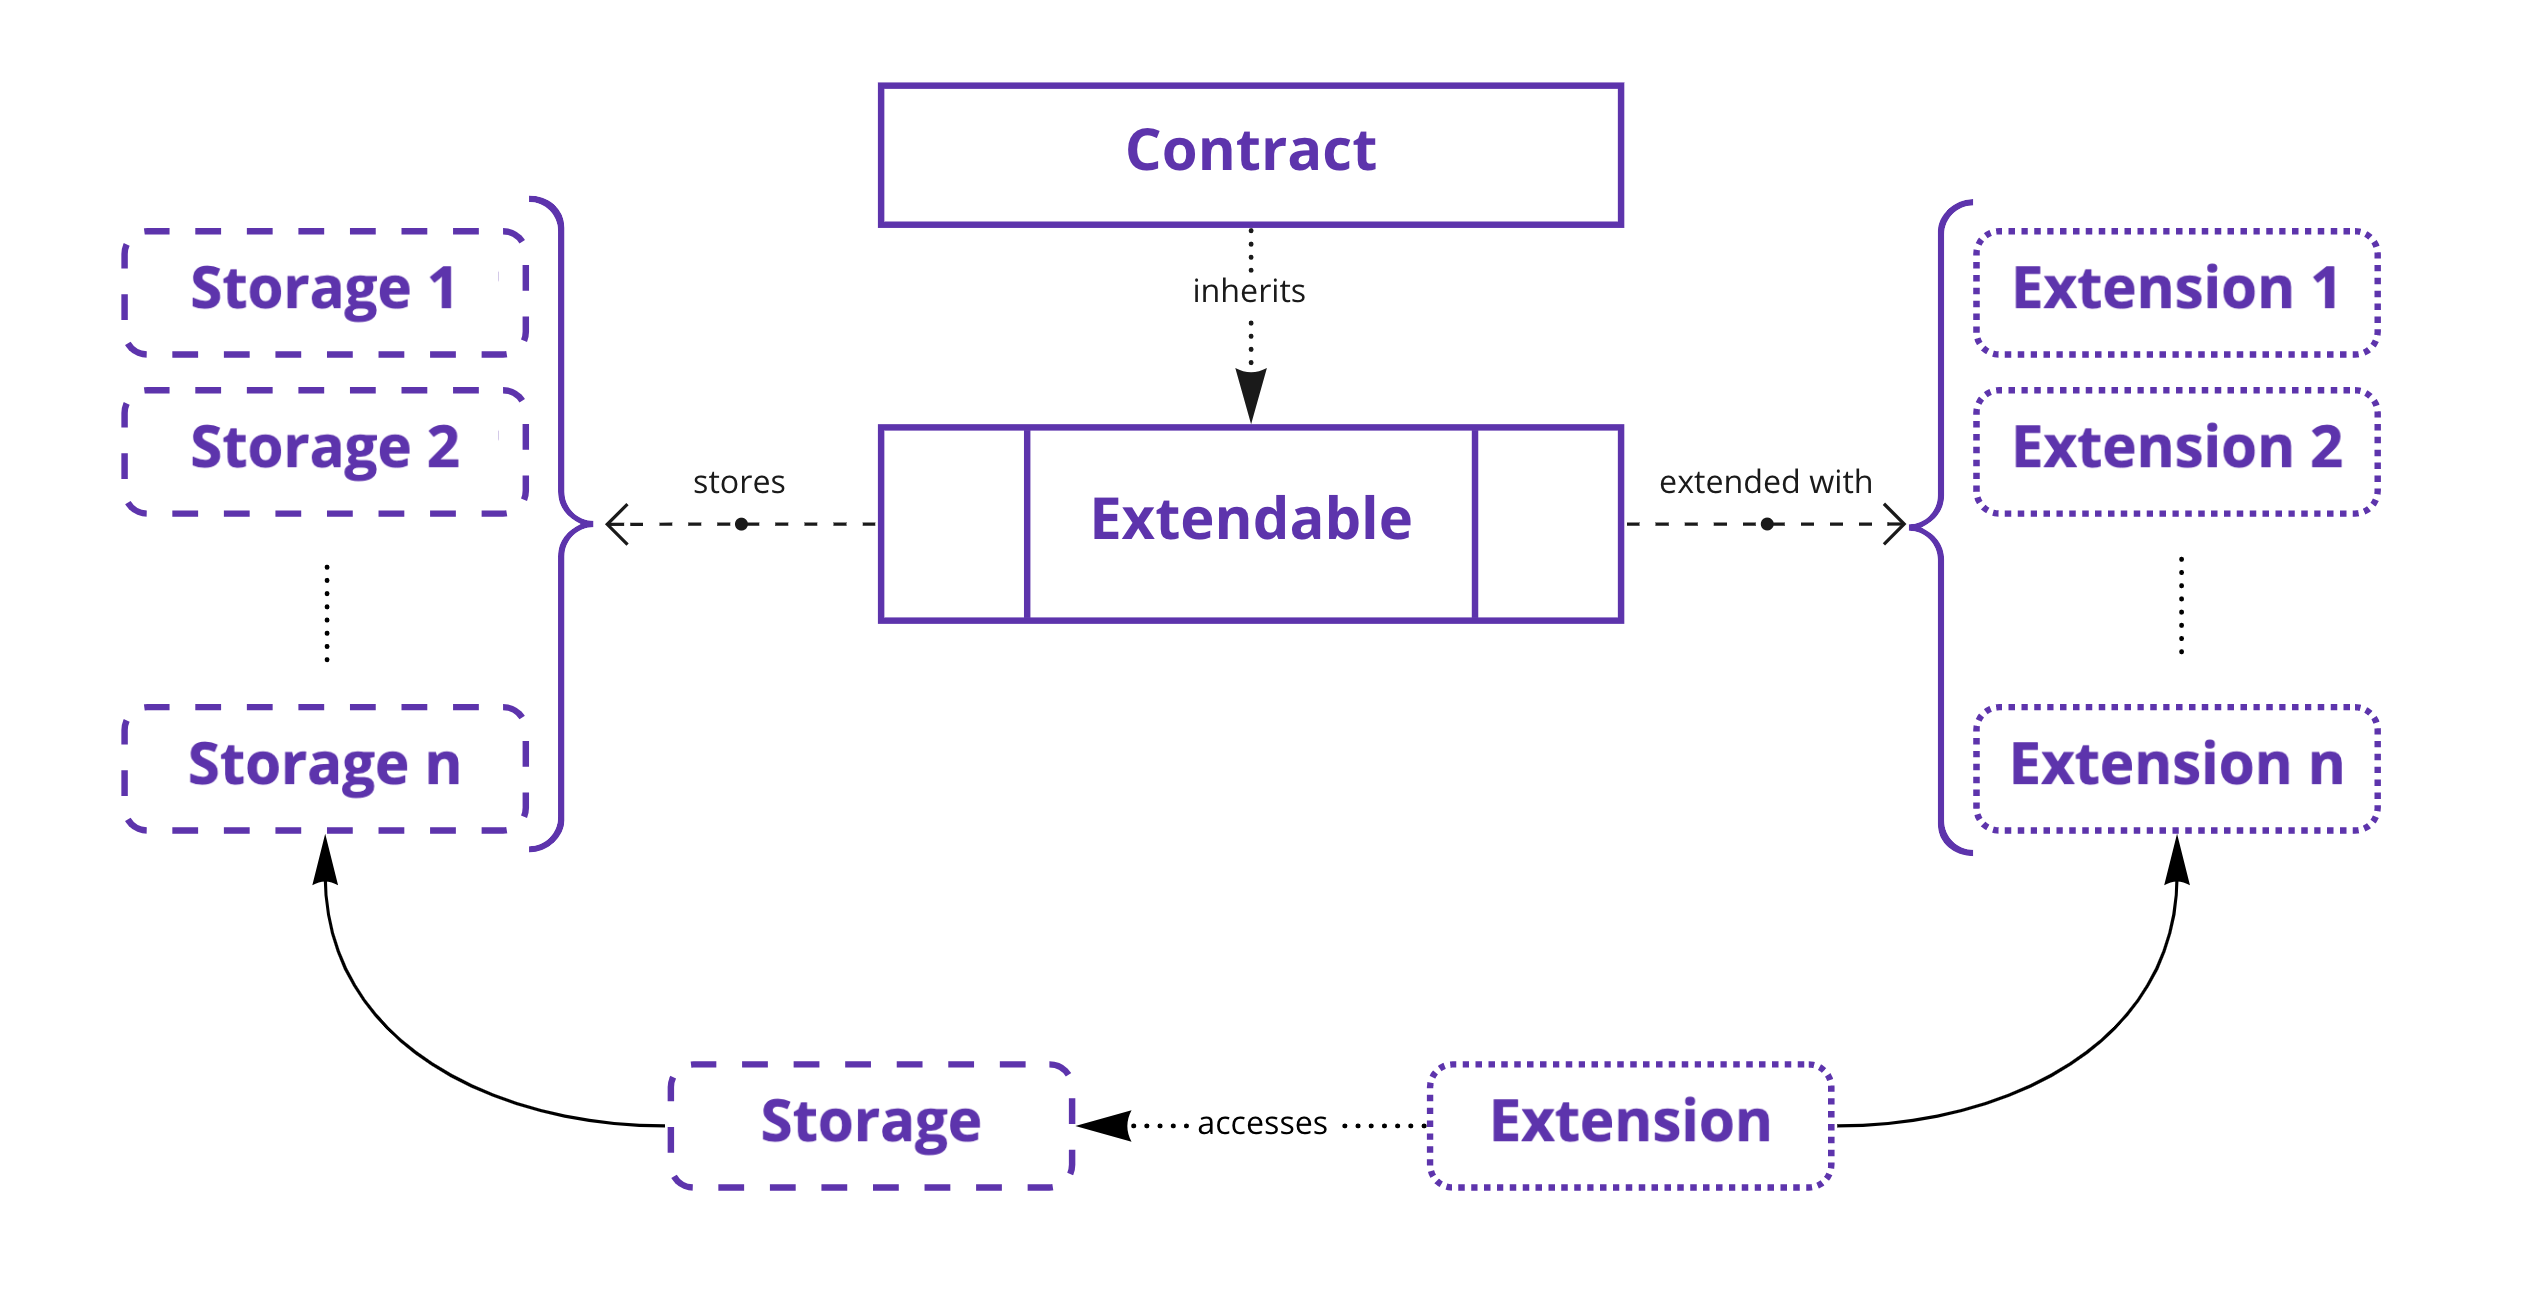 Contract
inherits
Storage 1
Storage 2
Storage n
stores
Extendable
extended with
Extension 1
Extension 2
Extension n
Storage
accesses
Extension